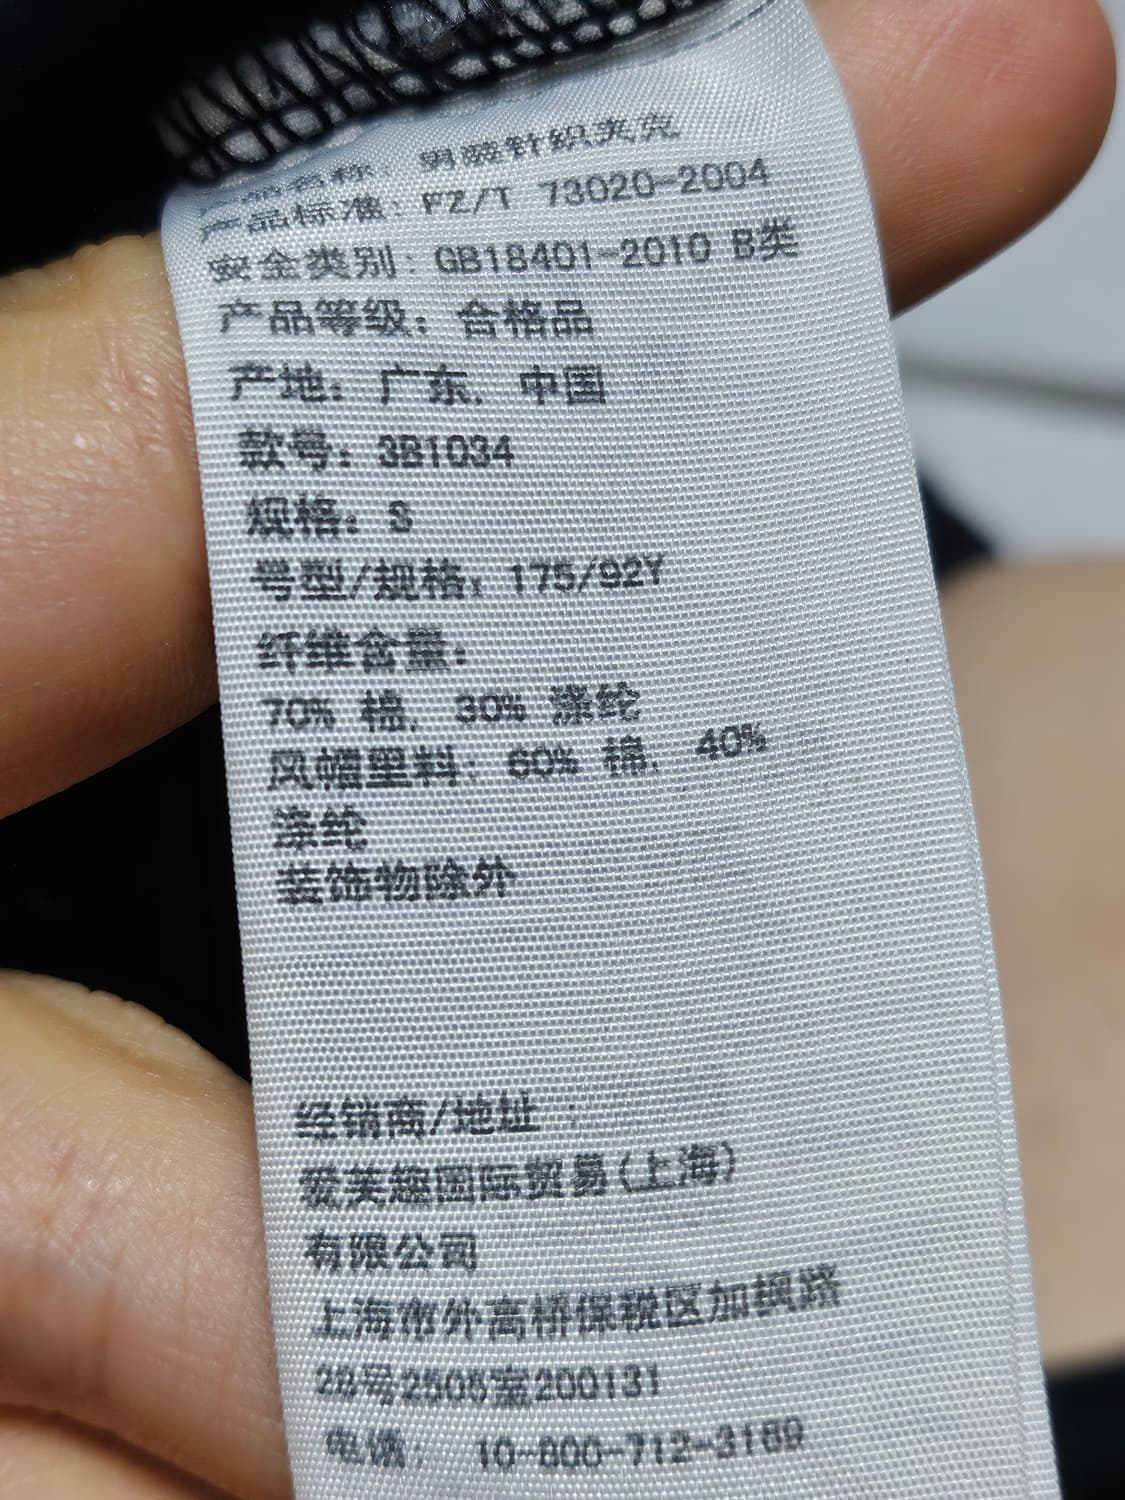 产品名称：男装针织夹克
产品标准：FZ/T 73020-2004
安全类别：GB18401-2010 B类
产品等级：合格品
产地：广东，中国
款号：3B1034
规格：S
号型/规格：175/92Y
纤维含量：
70% 棉，30% 涤纶
风帽里料：60% 棉，40%
涤纶
装饰物除外
经销商/地址：
爱芙趣国际贸易(上海)
有限公司
上海市外高桥保税区加枫路
28号2505室200131
电话：10-800-712-3169